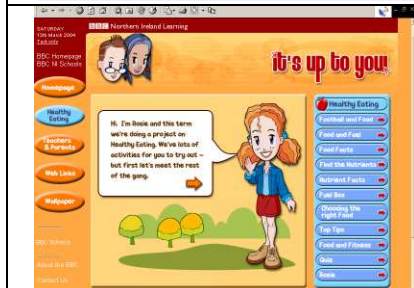 SATURDAY
13th March 2004
Text only
BBC Northern Ireland Learning
BBC Homepage
BBC NI Schools
it's up to you!
Homepage
Healthy
Eating
Teachers
& Parents
Web Links
Wallpaper
BBC Schools
About the BBC
Contact Us
Hi. I'm Rosie and this term
we're doing a project on
Healthy Eating. We've lots of
activities for you to try out –
but first let's meet the rest
of the gang.
Healthy Eating
Football and Food
Food and Fuel
Food Facts
Find the Nutrients
Nutrient Facts
Fuel Box
Choosing the
right Food
Top Tips
Food and Fitness
Quiz
Rosie